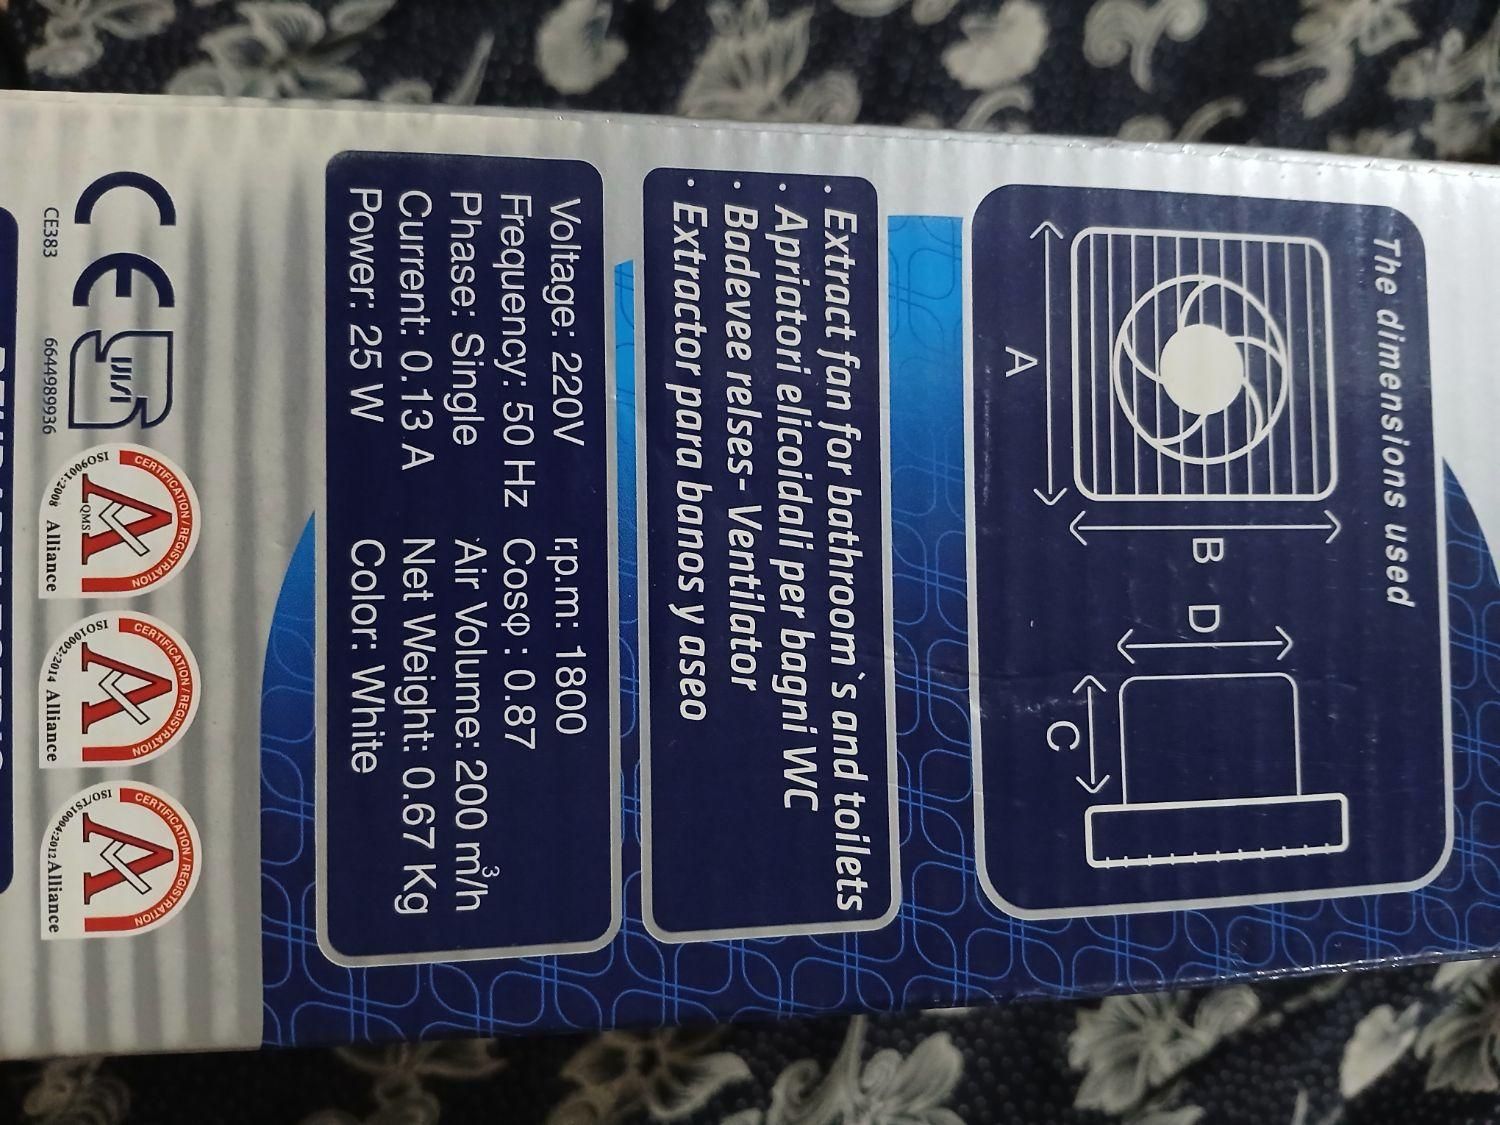 The dimensions used
A
B
D
C
• Extract fan for bathroom`s and toilets
• Apriatori elicoidali per bagni WC
• Badevee relses- Ventilator
• Extractor para banos y aseo
Voltage: 220V r.p.m: 1800
Frequency: 50 Hz Cosφ : 0.87
Phase: Single Air Volume: 200 m³/h
Current: 0.13 A Net Weight: 0.67 Kg
Power: 25 W Color: White
CE
CE383
6644989936
CERTIFICATION / REGISTRATION
QMS
ISO9001:2008 Alliance
CERTIFICATION / REGISTRATION
ISO10002:2014 Alliance
CERTIFICATION / REGISTRATION
ISO/TS10004:2012 Alliance